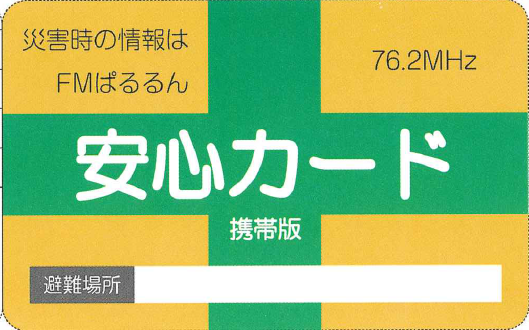 災害時の情報は
FMぱるるん
76.2MHz
安心カード
携帯版
避難場所